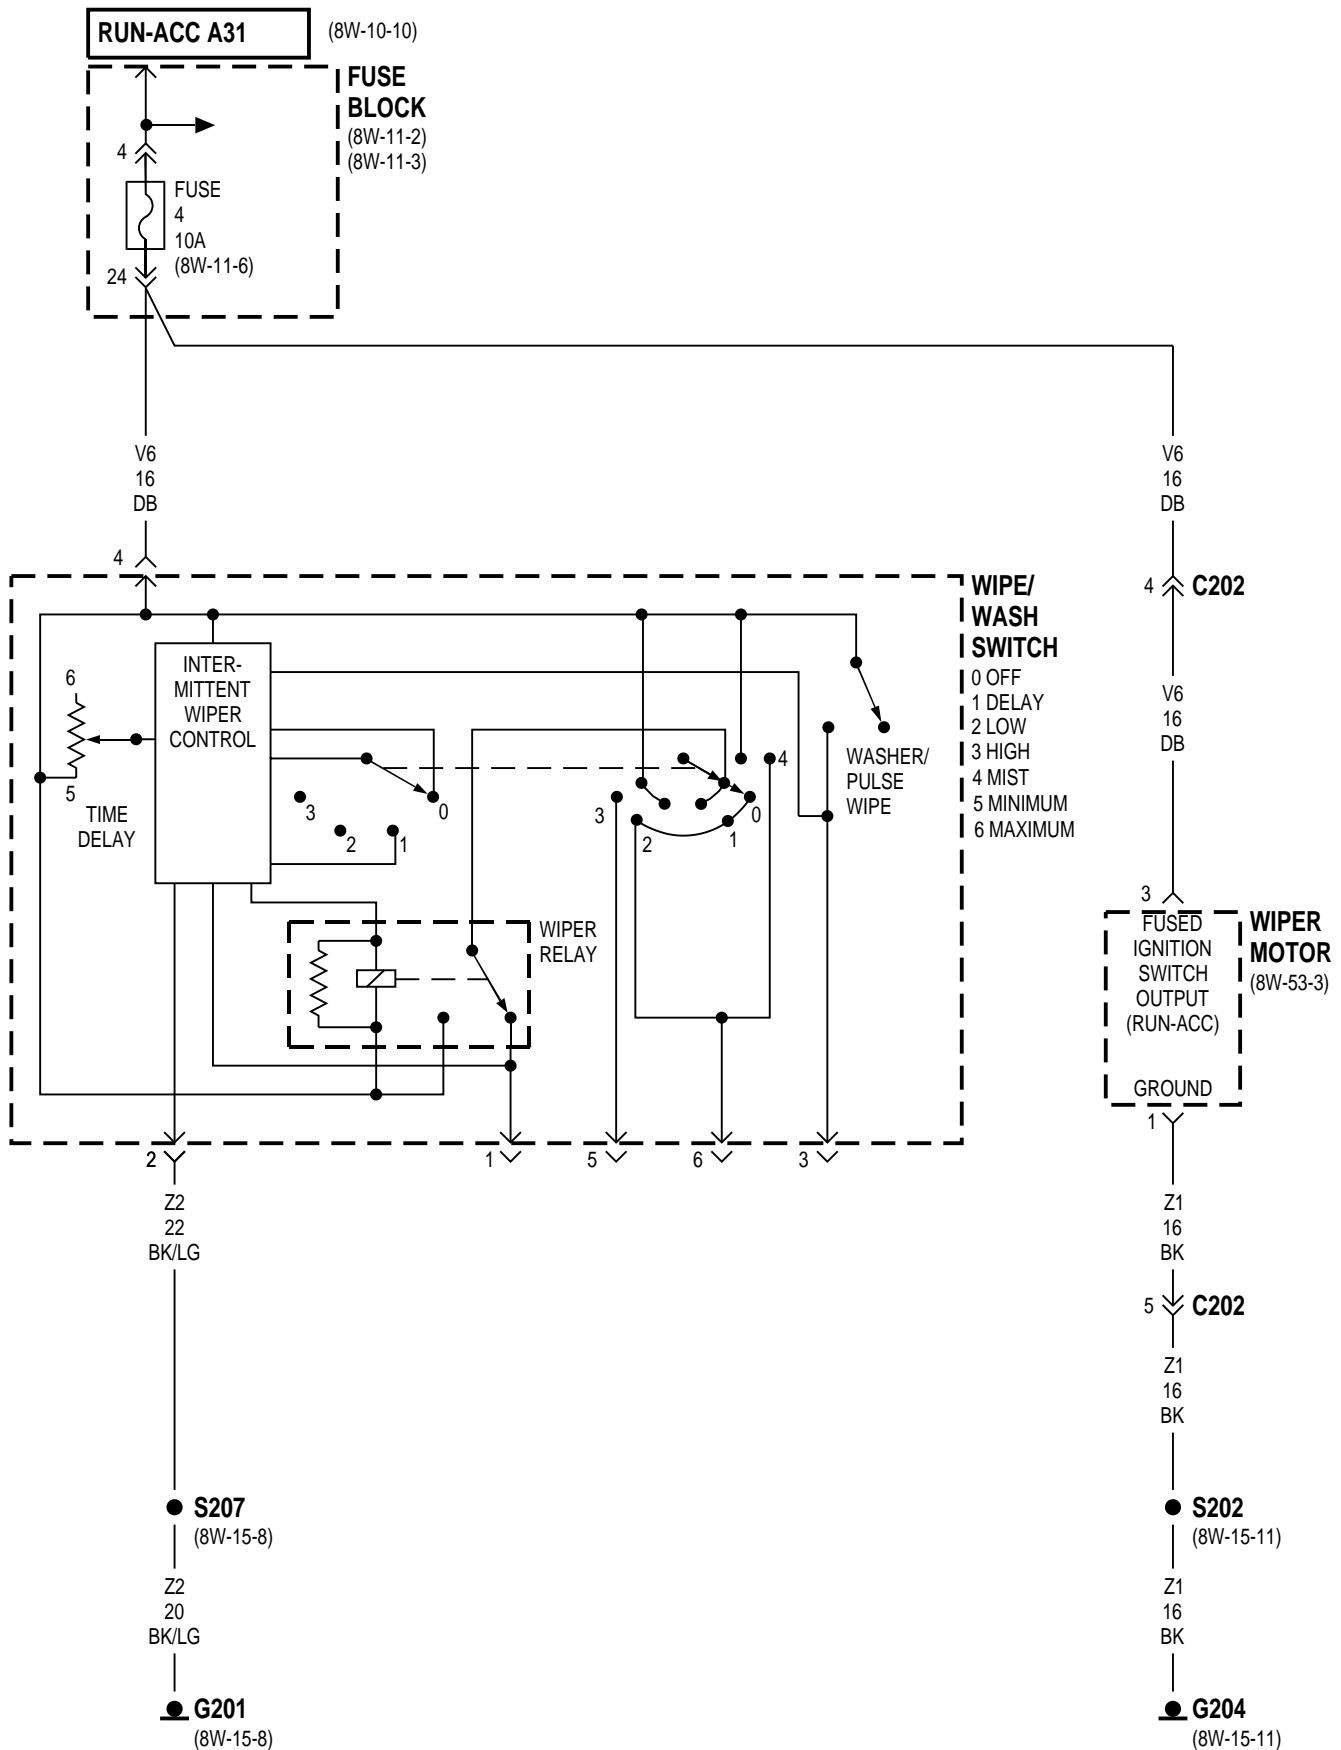 RUN-ACC A31
(8W-10-10)
FUSE
BLOCK
(8W-11-2)
(8W-11-3)
4
FUSE
4
10A
(8W-11-6)
24
V6
16
DB
V6
16
DB
4
4
C202
WIPE/
WASH
SWITCH
0 OFF
1 DELAY
2 LOW
3 HIGH
4 MIST
5 MINIMUM
6 MAXIMUM
INTER-
MITTENT
WIPER
CONTROL
6
5
TIME
DELAY
3
2
1
0
3
2
1
0
4
WASHER/
PULSE
WIPE
V6
16
DB
WIPER
RELAY
3
FUSED
IGNITION
SWITCH
OUTPUT
(RUN-ACC)
GROUND
WIPER
MOTOR
(8W-53-3)
1
2
1
5
6
3
Z2
22
BK/LG
Z1
16
BK
5
C202
Z1
16
BK
S207
(8W-15-8)
S202
(8W-15-11)
Z2
20
BK/LG
Z1
16
BK
G201
(8W-15-8)
G204
(8W-15-11)